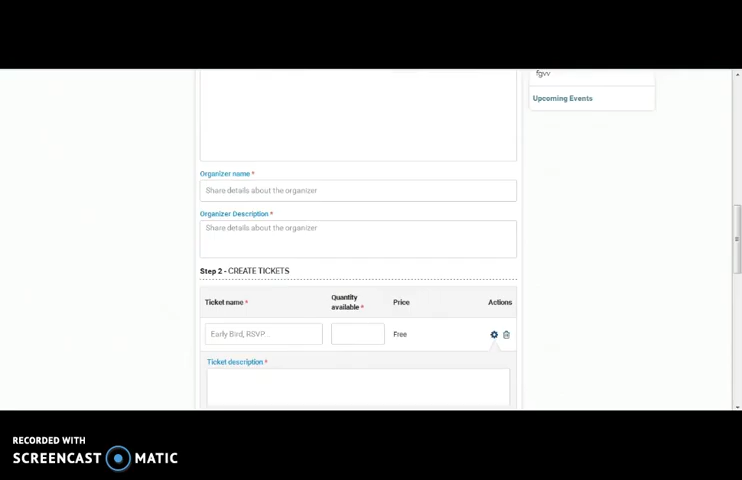 fgvv
Upcoming Events
Organizer name *
Share details about the organizer
Organizer Description *
Share details about the organizer
Step 2 - CREATE TICKETS
Ticket name * Quantity available * Price Actions
Early Bird, RSVP... Free
Ticket description *
RECORDED WITH
SCREENCAST MATIC